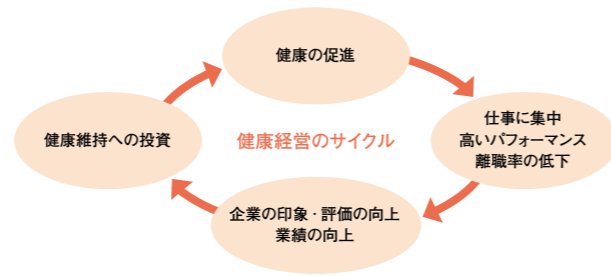 健康の促進
仕事に集中
高いパフォーマンス
離職率の低下
健康維持への投資
健康経営のサイクル
企業の印象・評価の向上
業績の向上